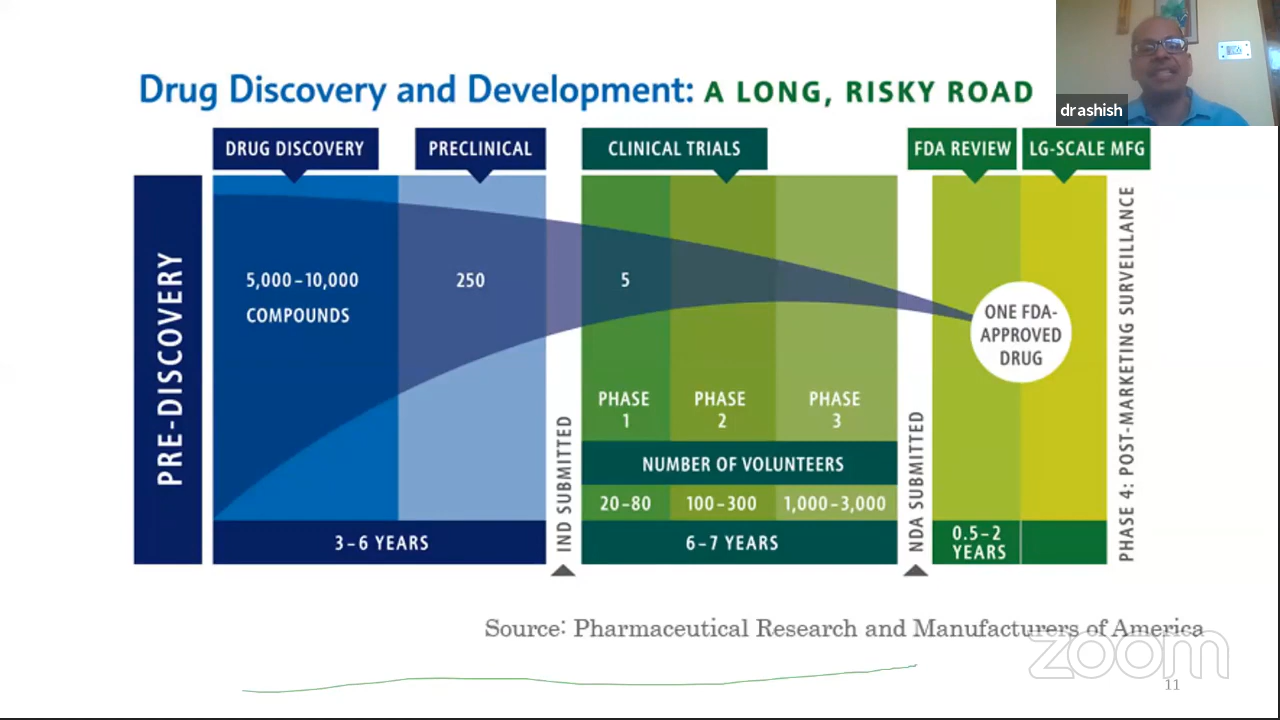 Drug Discovery and Development: A LONG, RISKY ROAD
drashish
DRUG DISCOVERY
PRECLINICAL
CLINICAL TRIALS
FDA REVIEW
LG-SCALE MFG
PRE-DISCOVERY
5,000–10,000
COMPOUNDS
250
5
IND SUBMITTED
PHASE
1
PHASE
2
PHASE
3
NUMBER OF VOLUNTEERS
20–80
100–300
1,000–3,000
NDA SUBMITTED
ONE FDA-
APPROVED
DRUG
PHASE 4: POST-MARKETING SURVEILLANCE
3–6 YEARS
6–7 YEARS
0.5–2
YEARS
Source: Pharmaceutical Research and Manufacturers of America
zoom
11